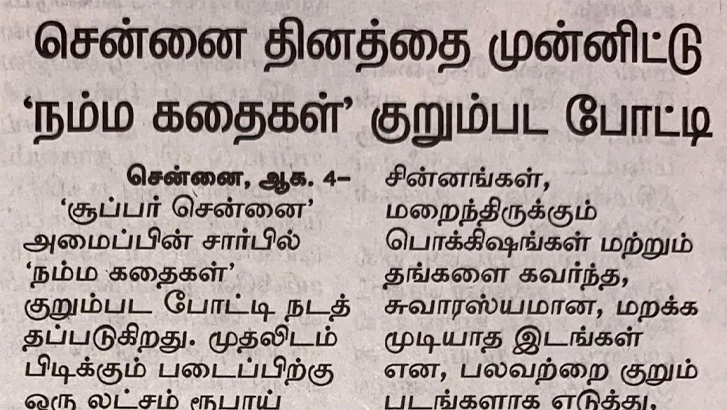 சென்னை தினத்தை முன்னிட்டு
‘நம்ம கதைகள்’ குறும்பட போட்டி
சென்னை, ஆக. 4–
‘சூப்பர் சென்னை’
அமைப்பின் சார்பில்
‘நம்ம கதைகள்’
குறும்பட போட்டி நடத்
தப்படுகிறது. முதலிடம்
பிடிக்கும் படைப்பிற்கு
ஒரு லட்சம் ரூபாய்
சின்னங்கள்,
மறைந்திருக்கும்
பொக்கிஷங்கள் மற்றும்
தங்களை கவர்ந்த,
சுவாரஸ்யமான, மறக்க
முடியாத இடங்கள்
என, பலவற்றை குறும்
படங்களாக எடுத்து,